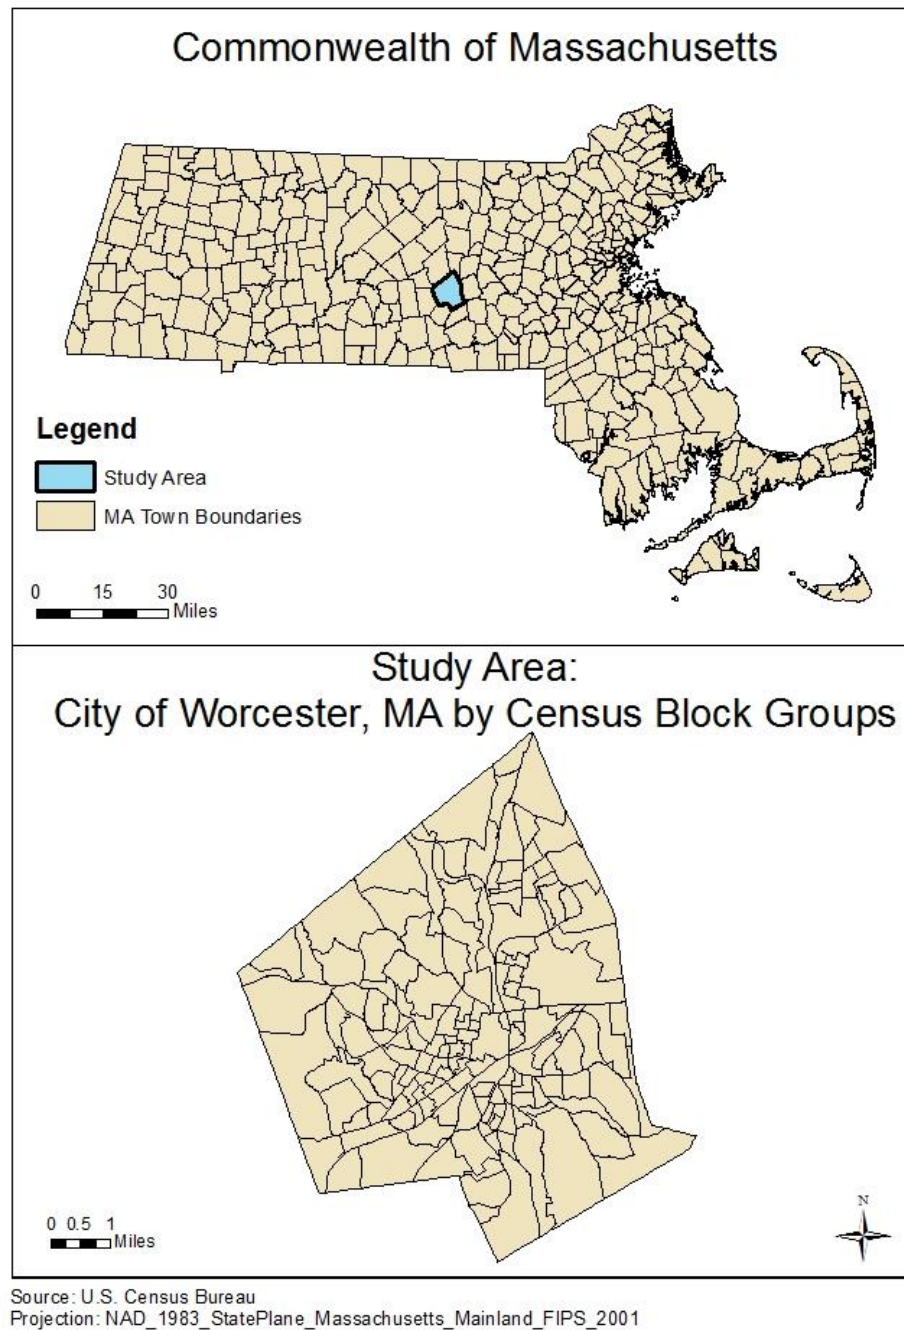 Commonwealth of Massachusetts
Legend
Study Area
MA Town Boundaries
0 15 30
Miles
Study Area:
City of Worcester, MA by Census Block Groups
N
0 0.5 1
Miles
Source: U.S. Census Bureau
Projection: NAD_1983_StatePlane_Massachusetts_Mainland_FIPS_2001